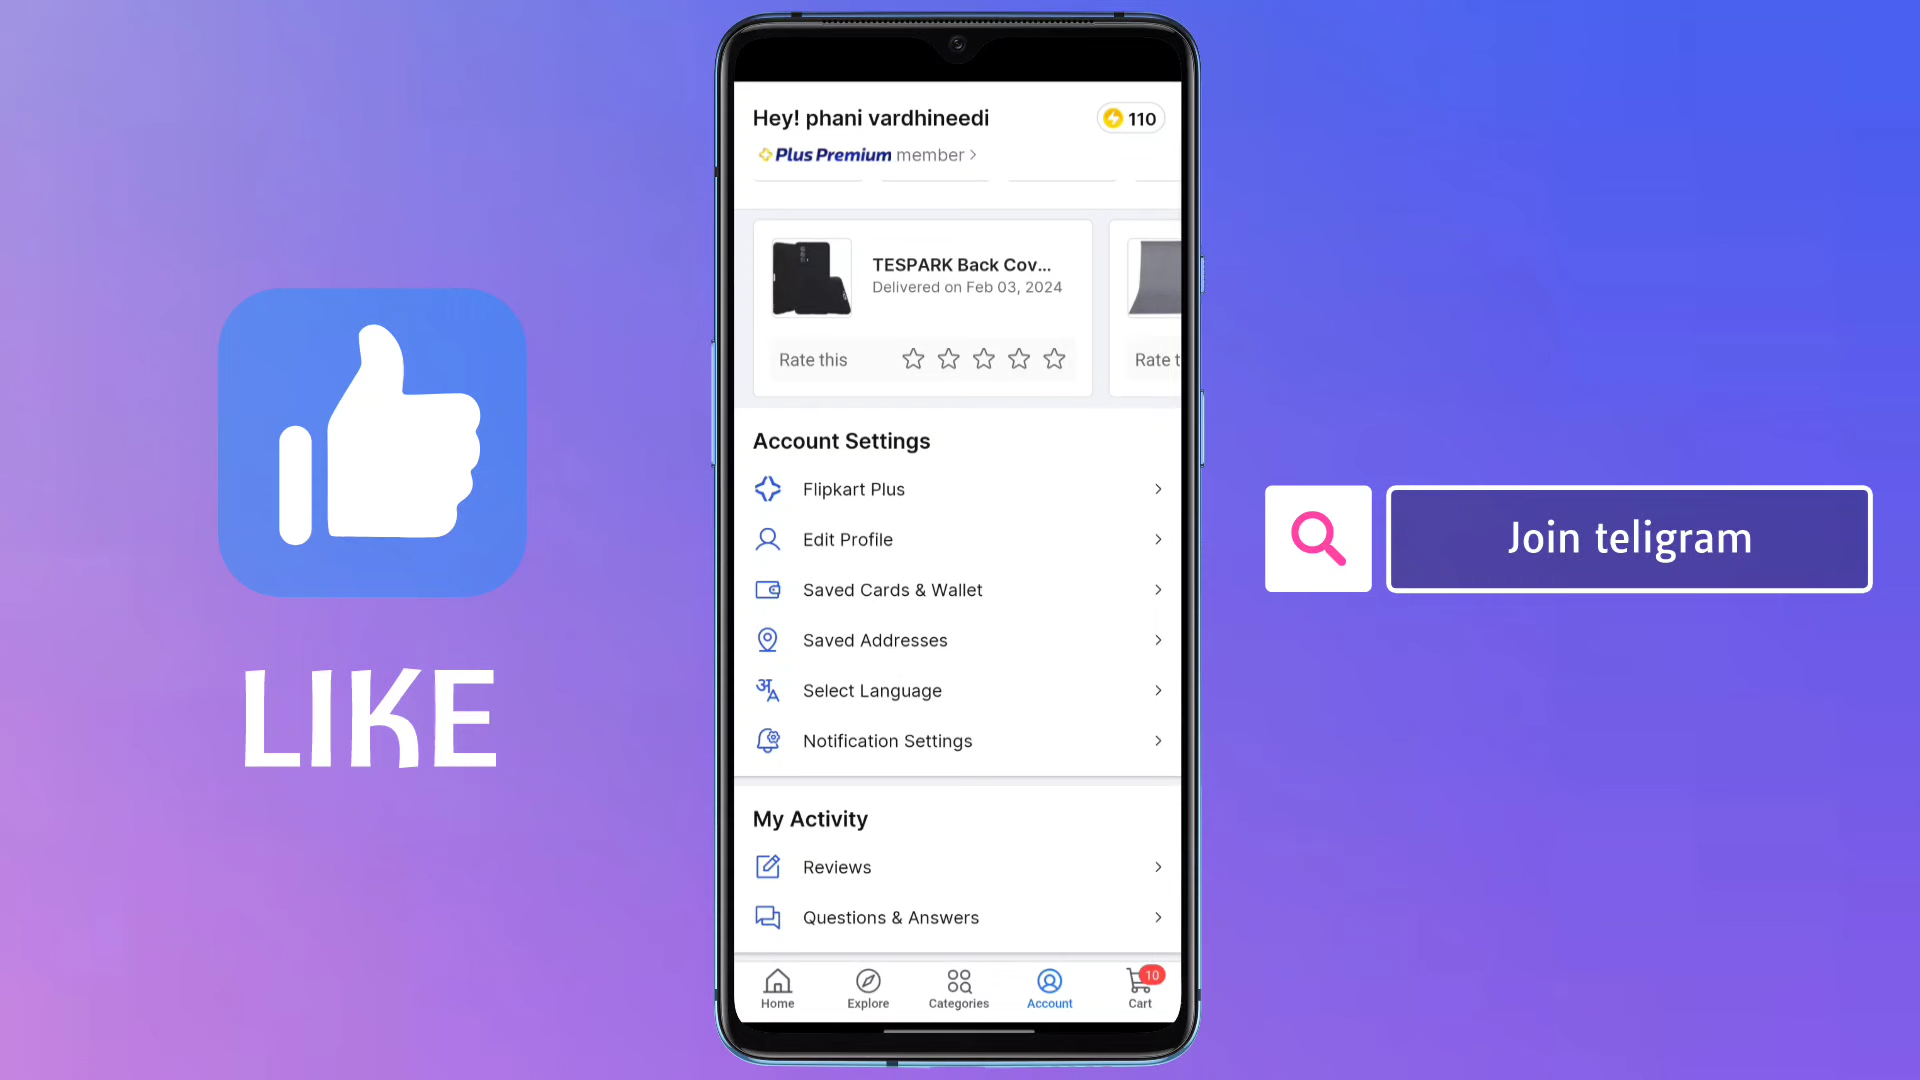 Hey! phani vardhineedi
110
Plus Premium member
TESPARK Back Cov...
Delivered on Feb 03, 2024
Rate this
Rate t
Account Settings
Flipkart Plus
Edit Profile
Saved Cards & Wallet
Saved Addresses
Select Language
Notification Settings
My Activity
Reviews
Questions & Answers
Home
Explore
Categories
Account
10
Cart
LIKE
Join teligram